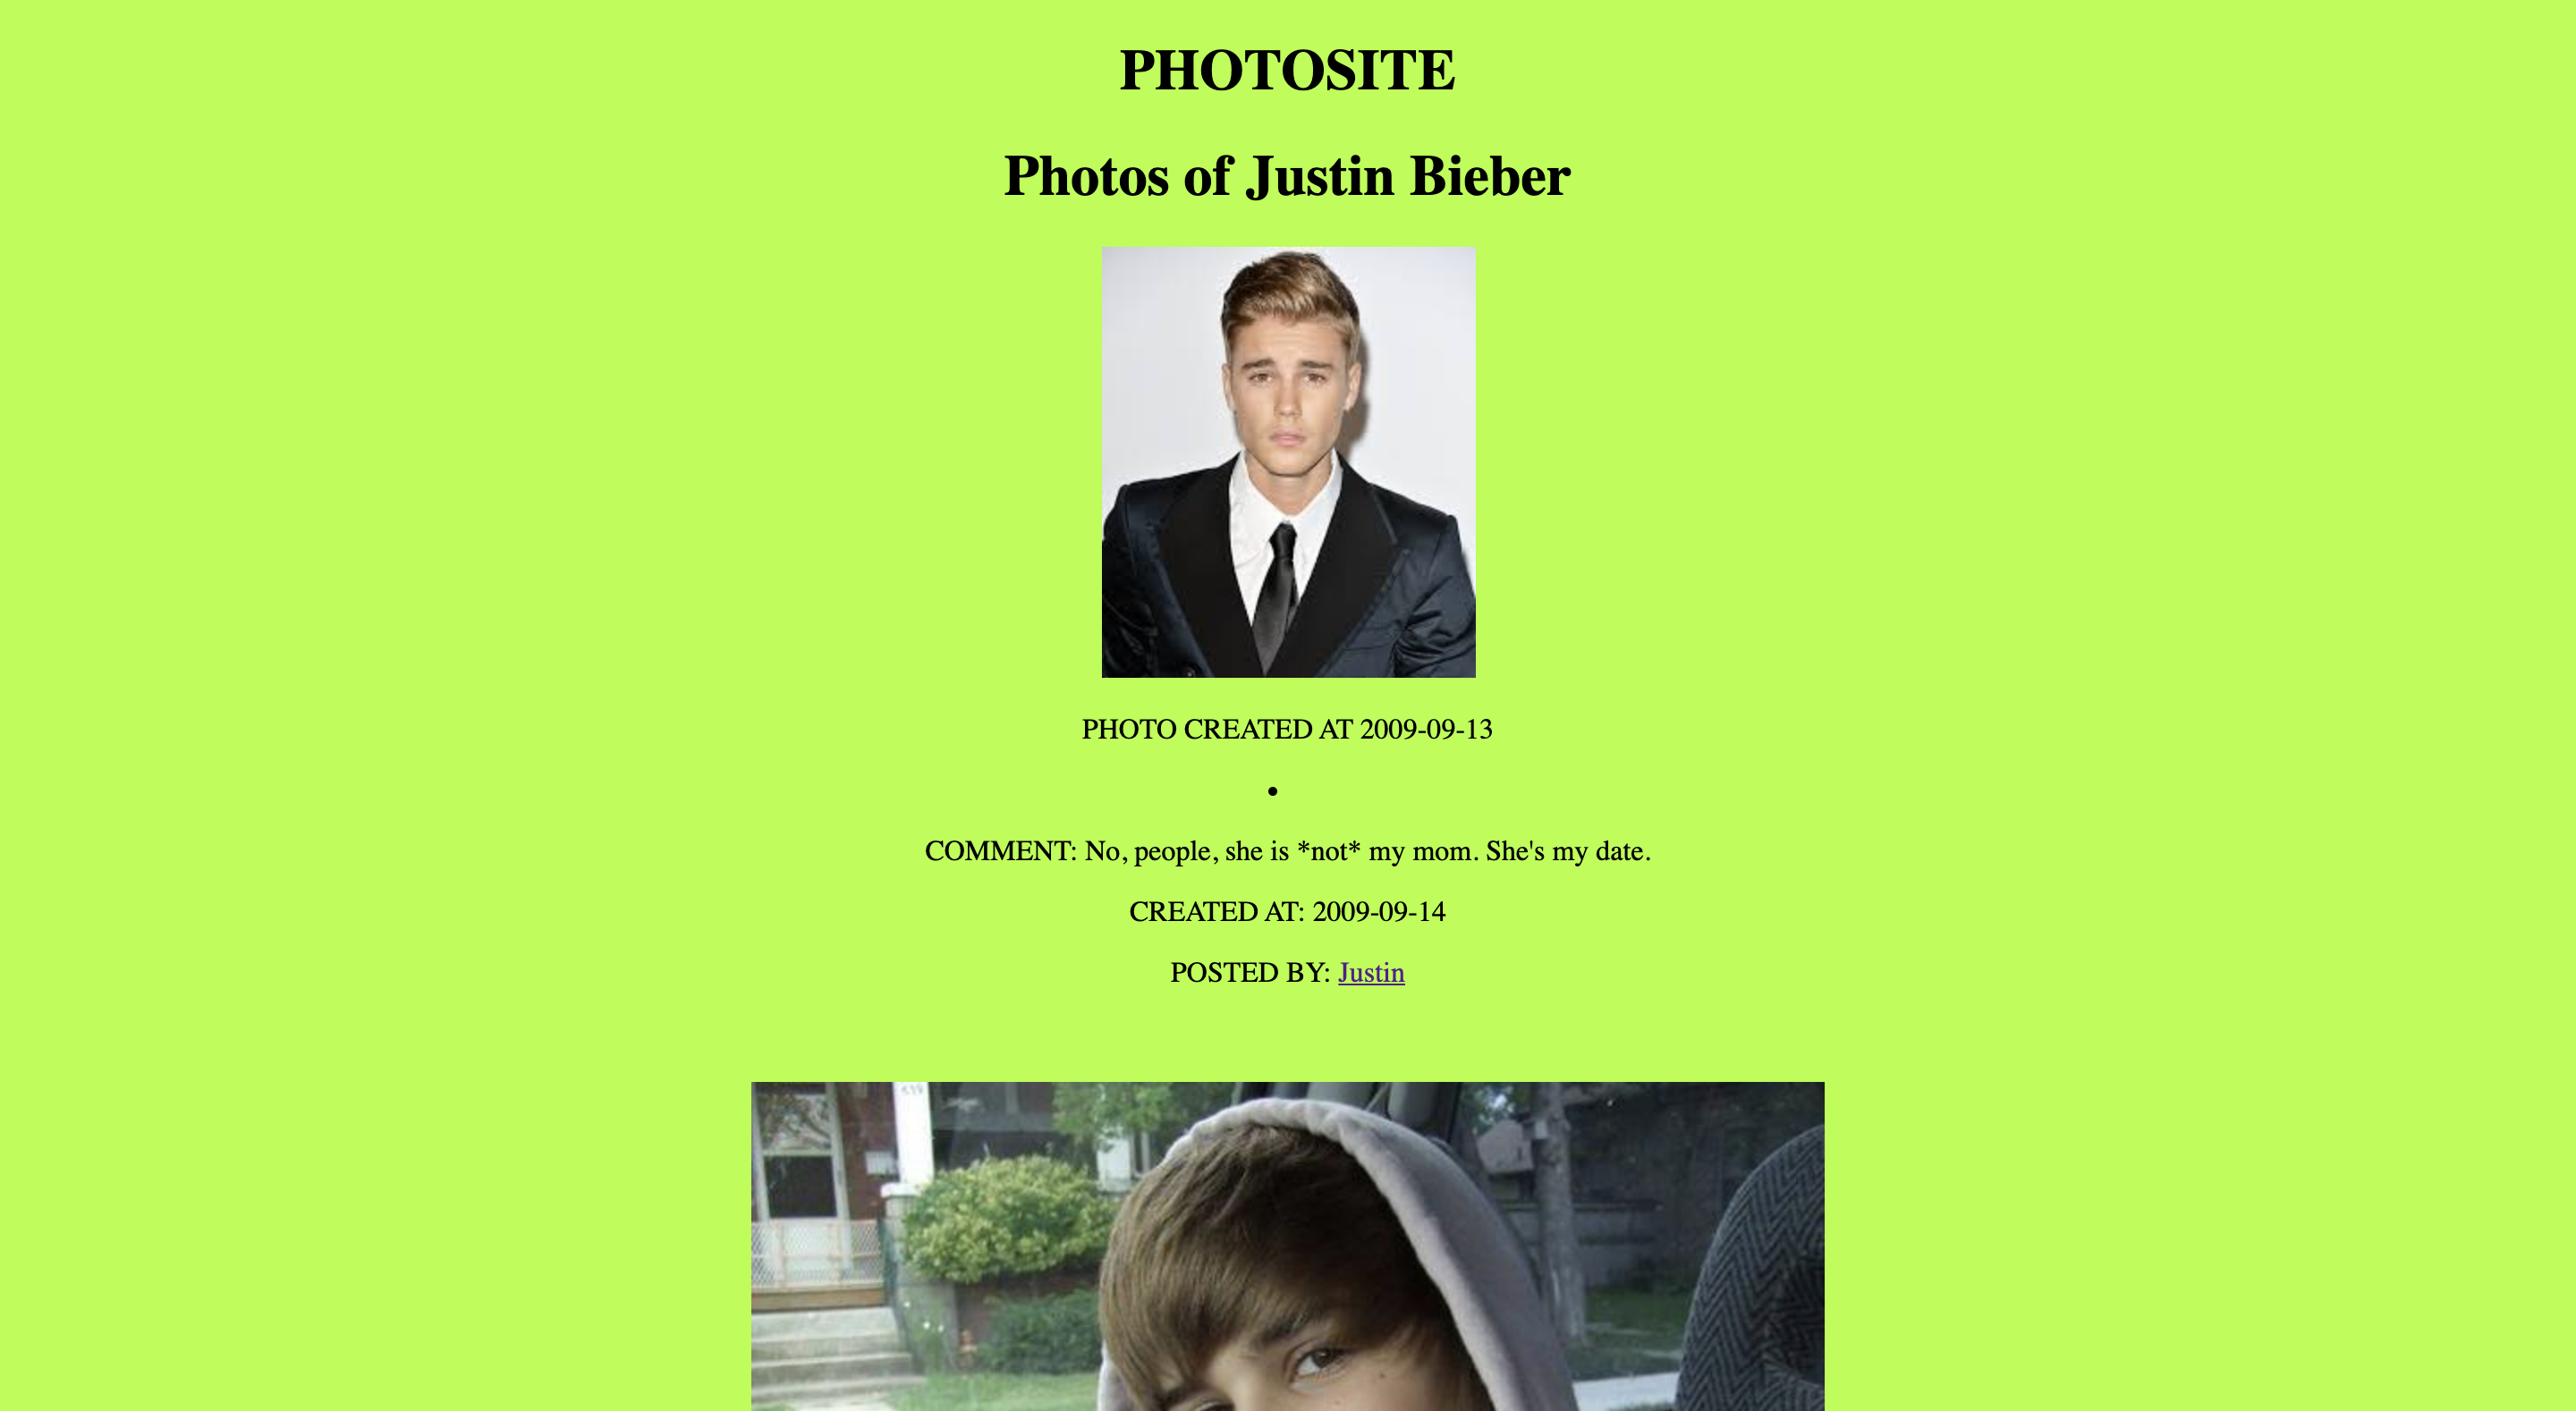 PHOTOSITE
Photos of Justin Bieber
PHOTO CREATED AT 2009-09-13
COMMENT: No, people, she is *not* my mom. She's my date.
CREATED AT: 2009-09-14
POSTED BY: Justin